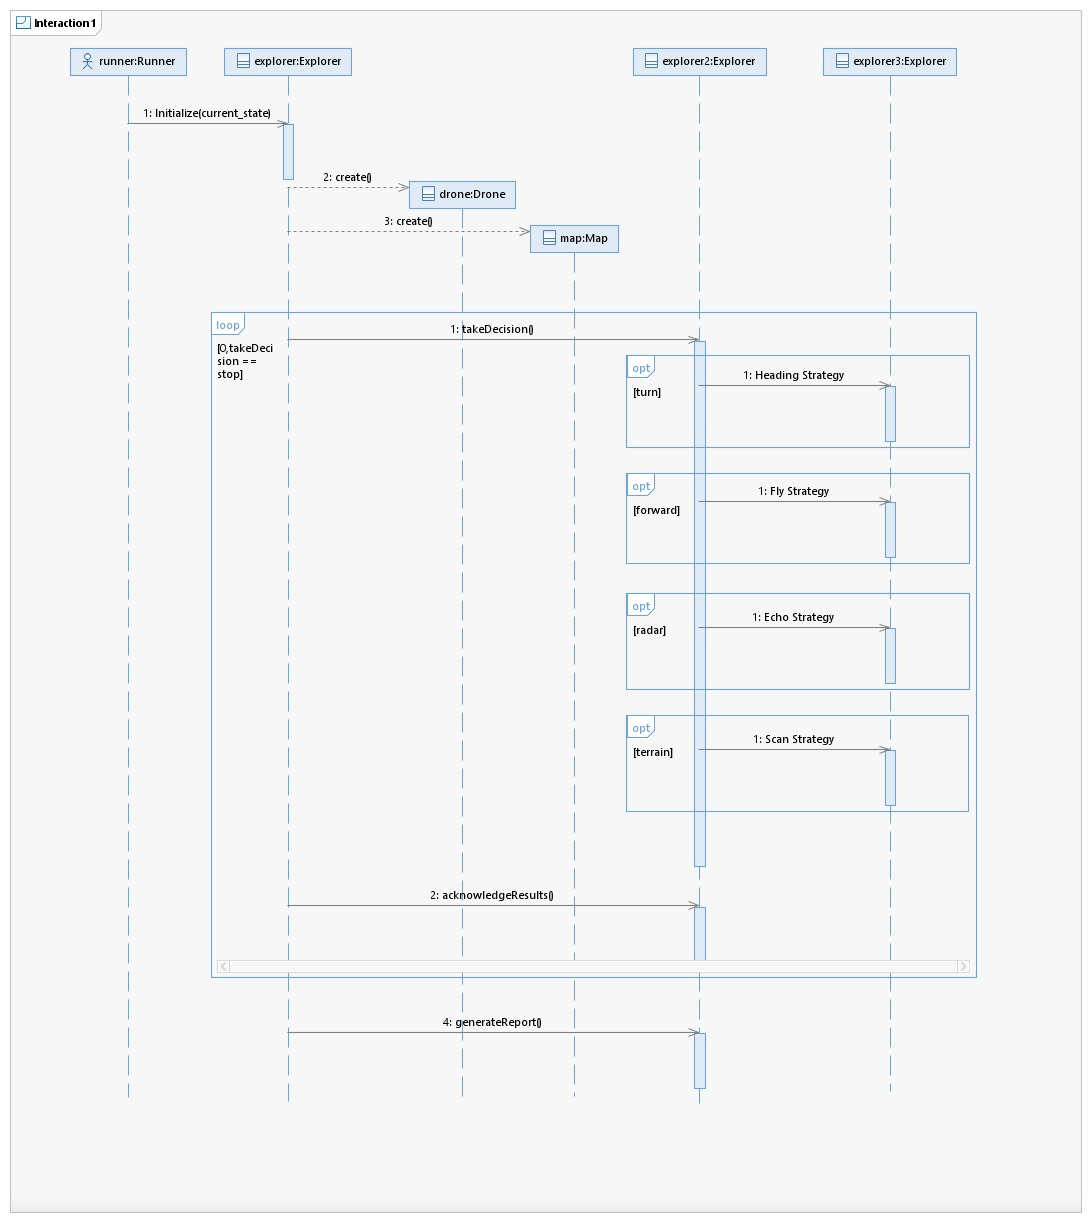 Interaction1
runner:Runner
explorer:Explorer
explorer2:Explorer
explorer3:Explorer
1: Initialize(current_state)
2: create()
drone:Drone
3: create()
map:Map
loop
[0,takeDeci
sion ==
stop]
1: takeDecision()
opt
[turn]
1: Heading Strategy
opt
[forward]
1: Fly Strategy
opt
[radar]
1: Echo Strategy
opt
[terrain]
1: Scan Strategy
2: acknowledgeResults()
4: generateReport()